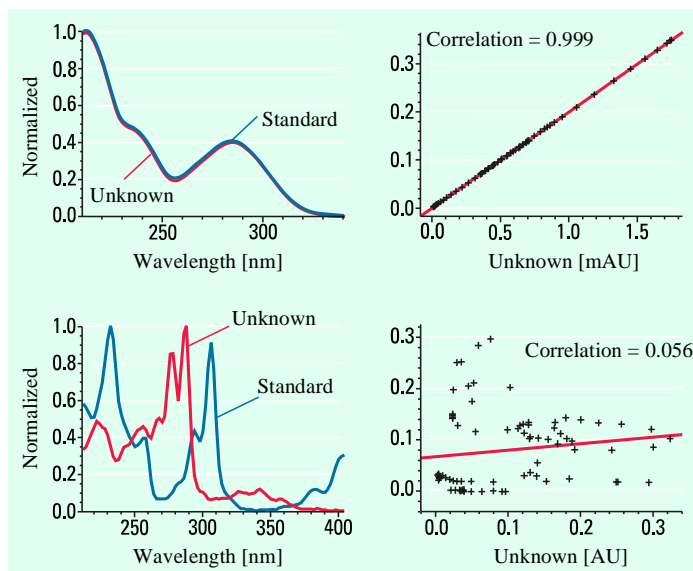 Normalized
1.0
0.8
0.6
0.4
0.2
0.0
Standard
Unknown
250
300
Wavelength [nm]
Correlation = 0.999
0.3
0.2
0.1
0.0
0.0
0.5
1.0
1.5
Unknown [mAU]
Normalized
1.0
0.8
0.6
0.4
0.2
0.0
Unknown
Standard
250
300
350
400
Wavelength [nm]
Correlation = 0.056
0.3
0.2
0.1
0.0
0.0
0.1
0.2
0.3
Unknown [AU]